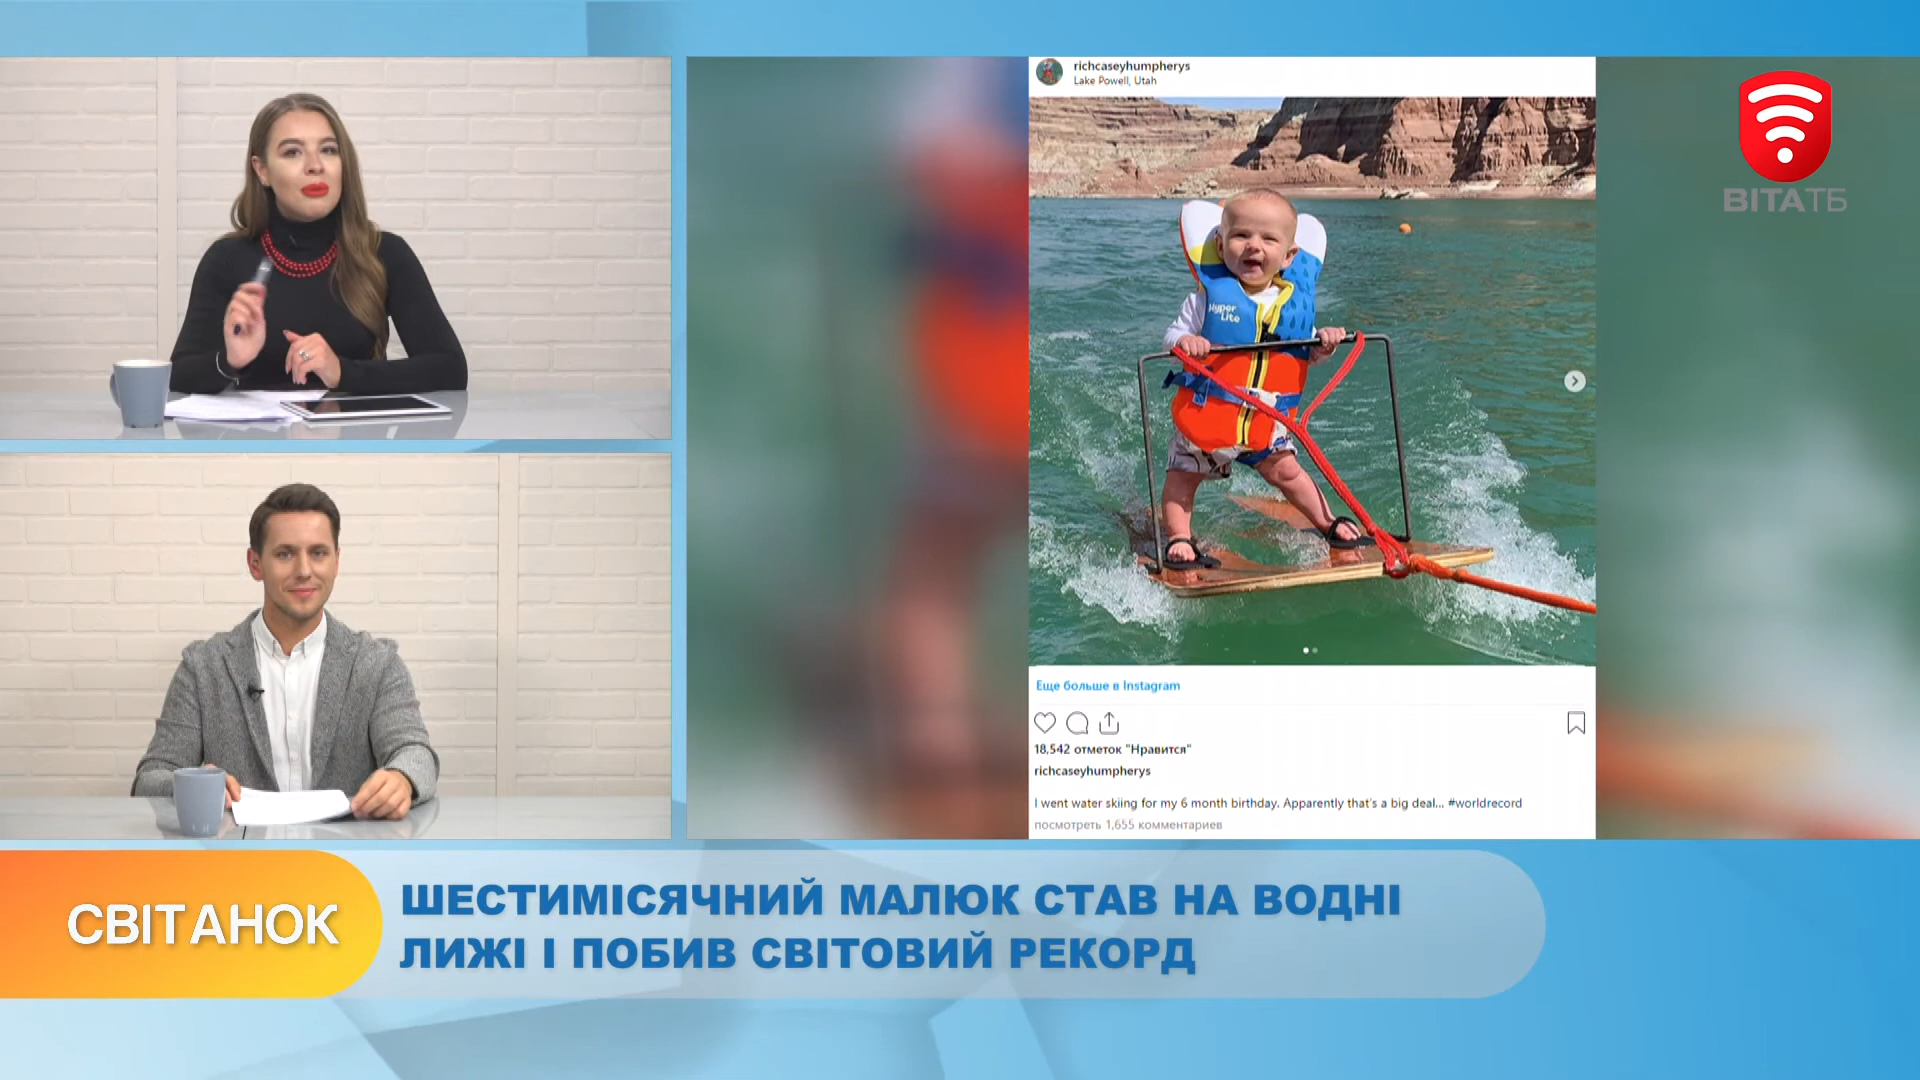 richcaseyhumpherys
Lake Powell, Utah
ВІТАТБ
Hyper
Lite
Еще больше в Instagram
18,542 отметок "Нравится"
richcaseyhumpherys
I went water skiing for my 6 month birthday. Apparently that's a big deal... #worldrecord
посмотреть 1,655 комментариев
СВІТАНОК
ШЕСТИМІСЯЧНИЙ МАЛЮК СТАВ НА ВОДНІ
ЛИЖІ І ПОБИВ СВІТОВИЙ РЕКОРД